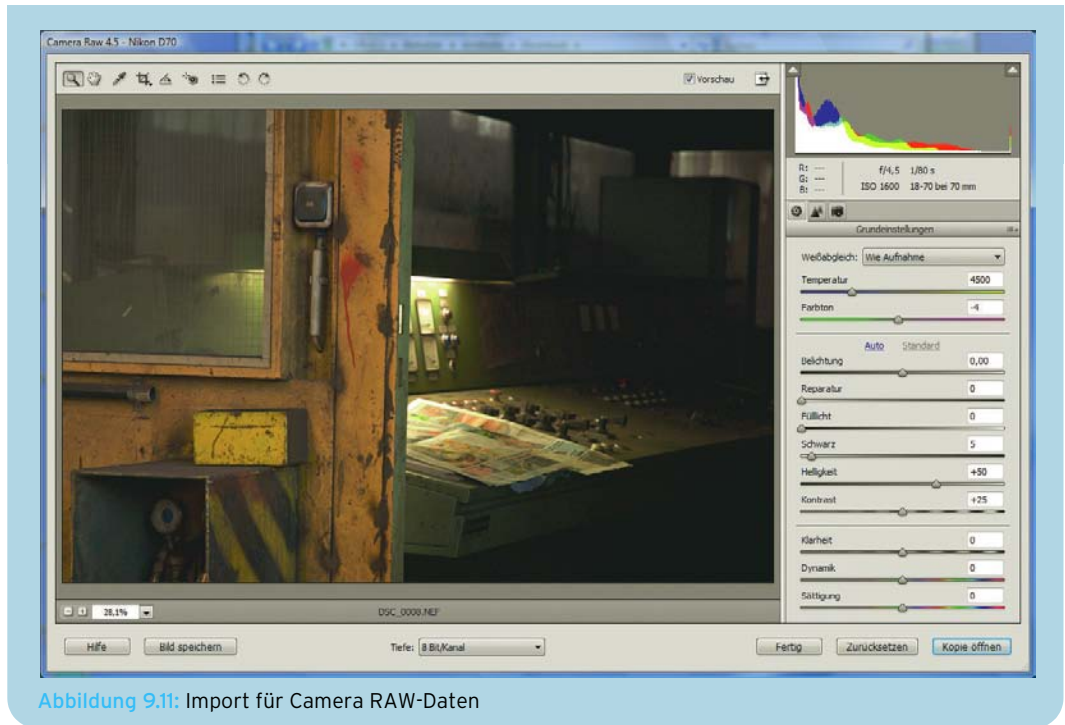 Camera Raw 4.5 - Nikon D70
Vorschau
R: ---
G: ---
B: ---
f/4,5 1/80 s
ISO 1600 18-70 bei 70 mm
Grundeinstellungen
Weißabgleich: Wie Aufnahme
Temperatur 4500
Farbton -4
Auto Standard
Belichtung 0,00
Reparatur 0
Fülllicht 0
Schwarz 5
Helligkeit +50
Kontrast +25
Klarheit 0
Dynamik 0
Sättigung 0
28,1% DSC_0008.NEF
Hilfe Bild speichern Tiefe: 8 Bit/Kanal Fertig Zurücksetzen Kopie öffnen
Abbildung 9.11: Import für Camera RAW-Daten